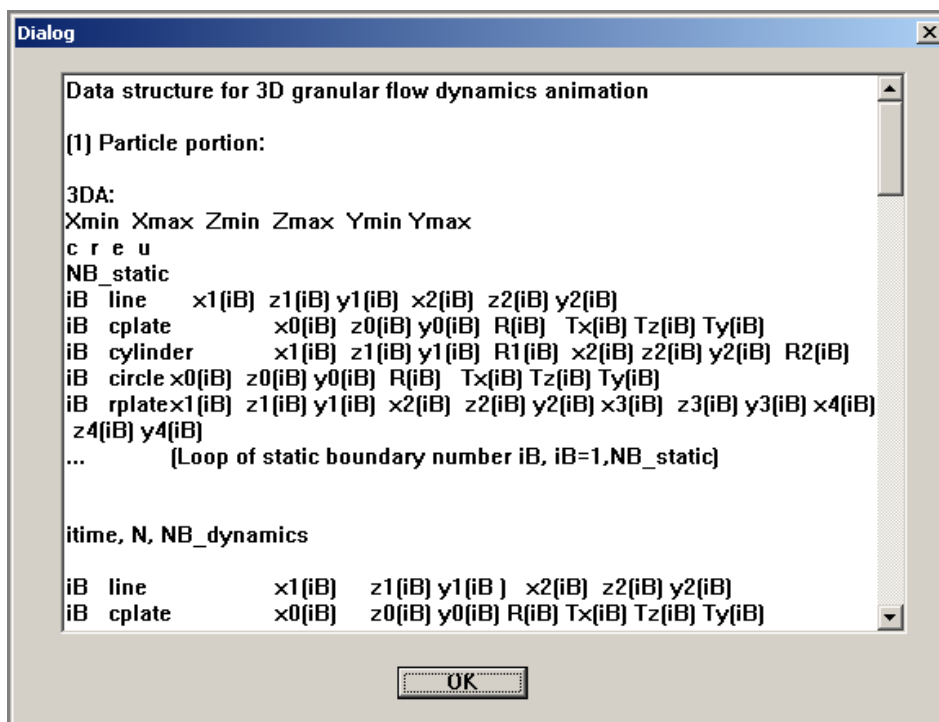 Dialog
Data structure for 3D granular flow dynamics animation
(1) Particle portion:
3DA:
Xmin Xmax Zmin Zmax Ymin Ymax
c r e u
NB_static
iB line x1(iB) z1(iB) y1(iB) x2(iB) z2(iB) y2(iB)
iB cplate x0(iB) z0(iB) y0(iB) R(iB) Tx(iB) Tz(iB) Ty(iB)
iB cylinder x1(iB) z1(iB) y1(iB) R1(iB) x2(iB) z2(iB) y2(iB) R2(iB)
iB circle x0(iB) z0(iB) y0(iB) R(iB) Tx(iB) Tz(iB) Ty(iB)
iB rplatex1(iB) z1(iB) y1(iB) x2(iB) z2(iB) y2(iB) x3(iB) z3(iB) y3(iB) x4(iB)
z4(iB) y4(iB)
... (Loop of static boundary number iB, iB=1,NB_static)
itime, N, NB_dynamics
iB line x1(iB) z1(iB) y1(iB ) x2(iB) z2(iB) y2(iB)
iB cplate x0(iB) z0(iB) y0(iB) R(iB) Tx(iB) Tz(iB) Ty(iB)
OK